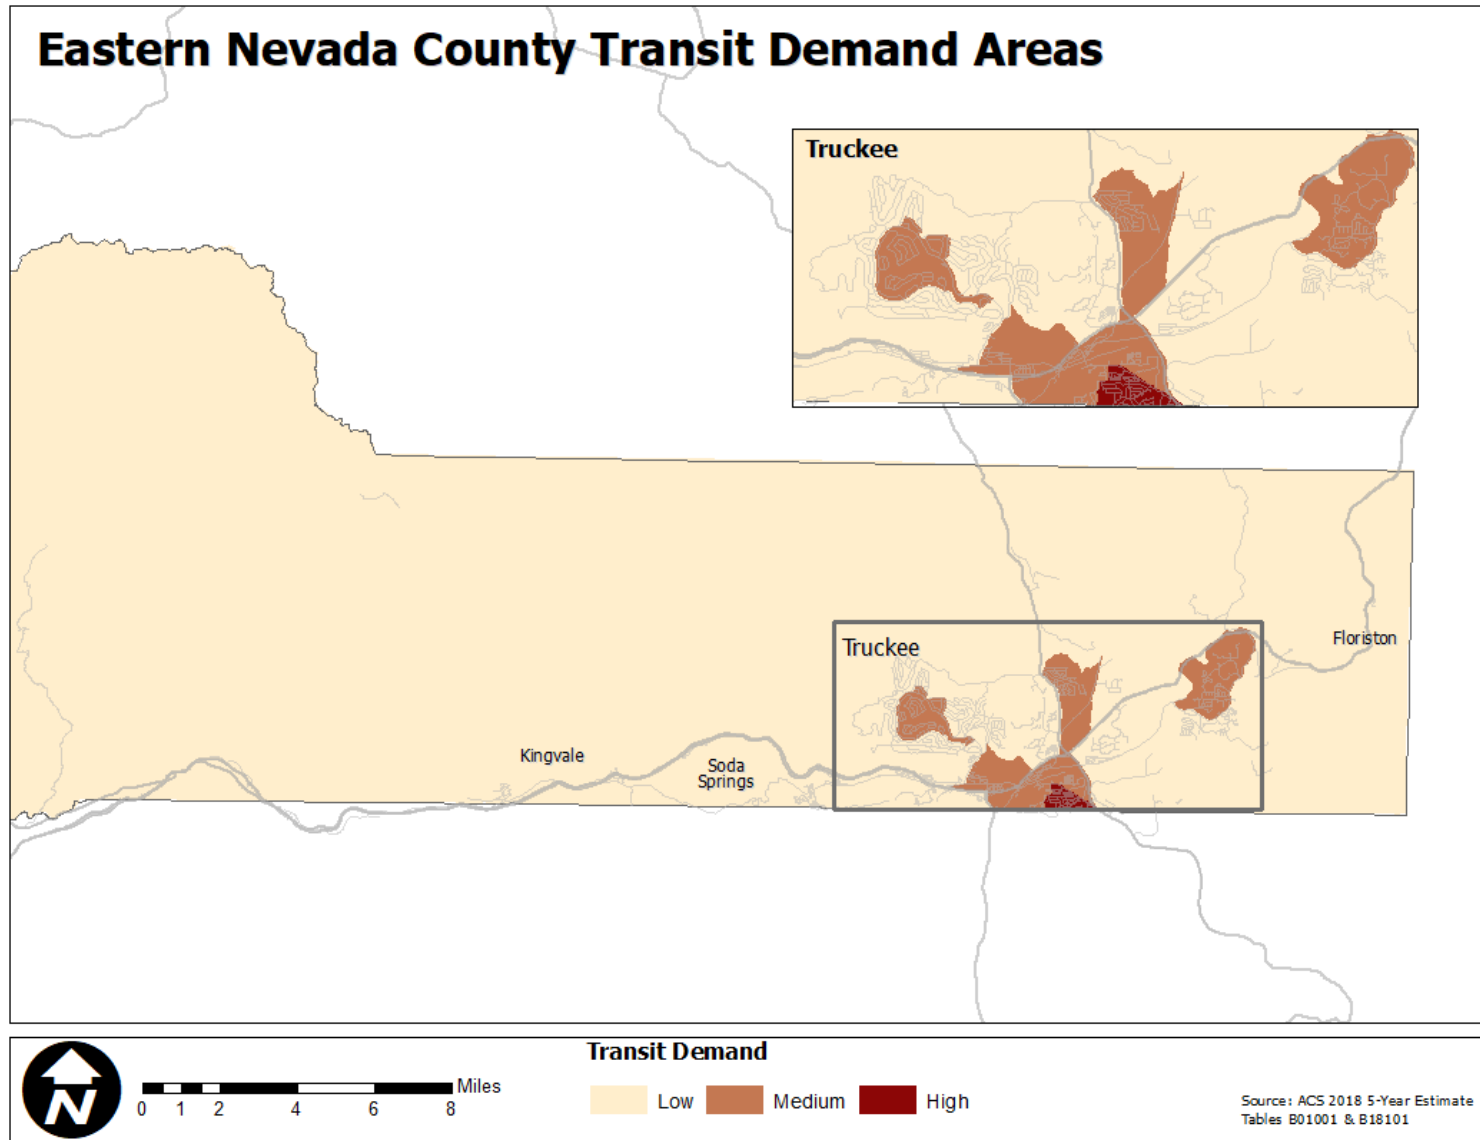 Eastern Nevada County Transit Demand Areas
Truckee
Truckee
Floriston
Kingvale
Soda
Springs
N
Miles
0 1 2 4 6 8
Transit Demand
Low Medium High
Source: ACS 2018 5-Year Estimate
Tables B01001 & B18101